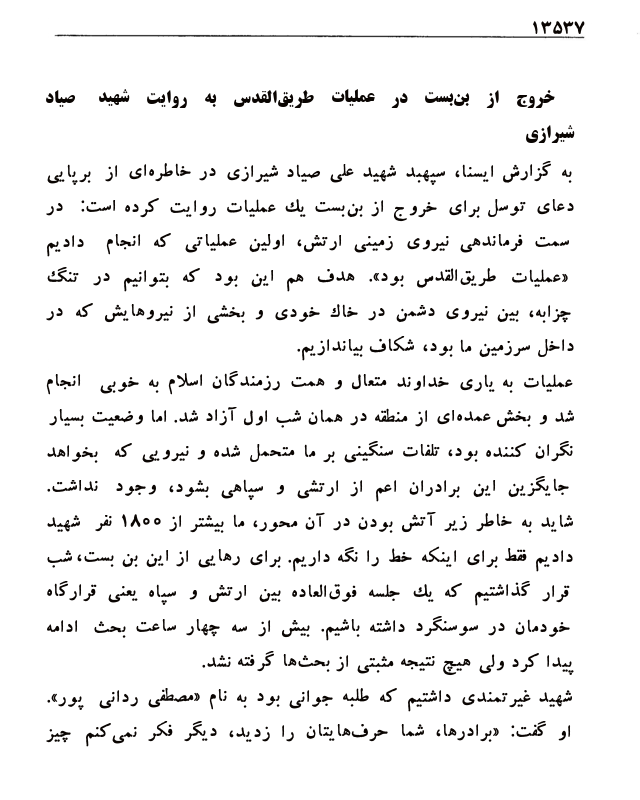 ۱۳۵۳۷
خروج از بن‌بست در عملیات طریق‌القدس به روایت شهید صیاد
شیرازی
به گزارش ایسنا، سپهبد شهید علی صیاد شیرازی در خاطره‌ای از برپایی
دعای توسل برای خروج از بن‌بست یك عملیات روایت کرده است: در
سمت فرماندهی نیروی زمینی ارتش، اولین عملیاتی که انجام دادیم
«عملیات طریق‌القدس بود». هدف هم این بود که بتوانیم در تنگ
چزابه، بین نیروی دشمن در خاك خودی و بخشی از نیروهایش که در
داخل سرزمین ما بود، شکاف بیاندازیم.
عملیات به یاری خداوند متعال و همت رزمندگان اسلام به خوبی انجام
شد و بخش عمده‌ای از منطقه در همان شب اول آزاد شد. اما وضعیت بسیار
نگران کننده بود، تلفات سنگینی بر ما متحمل شده و نیرویی که بخواهد
جایگزین این برادران اعم از ارتشی و سپاهی بشود، وجود نداشت.
شاید به خاطر زیر آتش بودن در آن محور، ما بیشتر از ۱۸۰۰ نفر شهید
دادیم فقط برای اینکه خط را نگه داریم. برای رهایی از این بن بست، شب
قرار گذاشتیم که یك جلسه فوق‌العاده بین ارتش و سپاه یعنی قرارگاه
خودمان در سوسنگرد داشته باشیم. بیش از سه چهار ساعت بحث ادامه
پیدا کرد ولی هیچ نتیجه مثبتی از بحث‌ها گرفته نشد.
شهید غیرتمندی داشتیم که طلبه جوانی بود به نام «مصطفی ردانی پور».
او گفت: «برادرها، شما حرف‌هایتان را زدید، دیگر فکر نمی‌کنم چیز